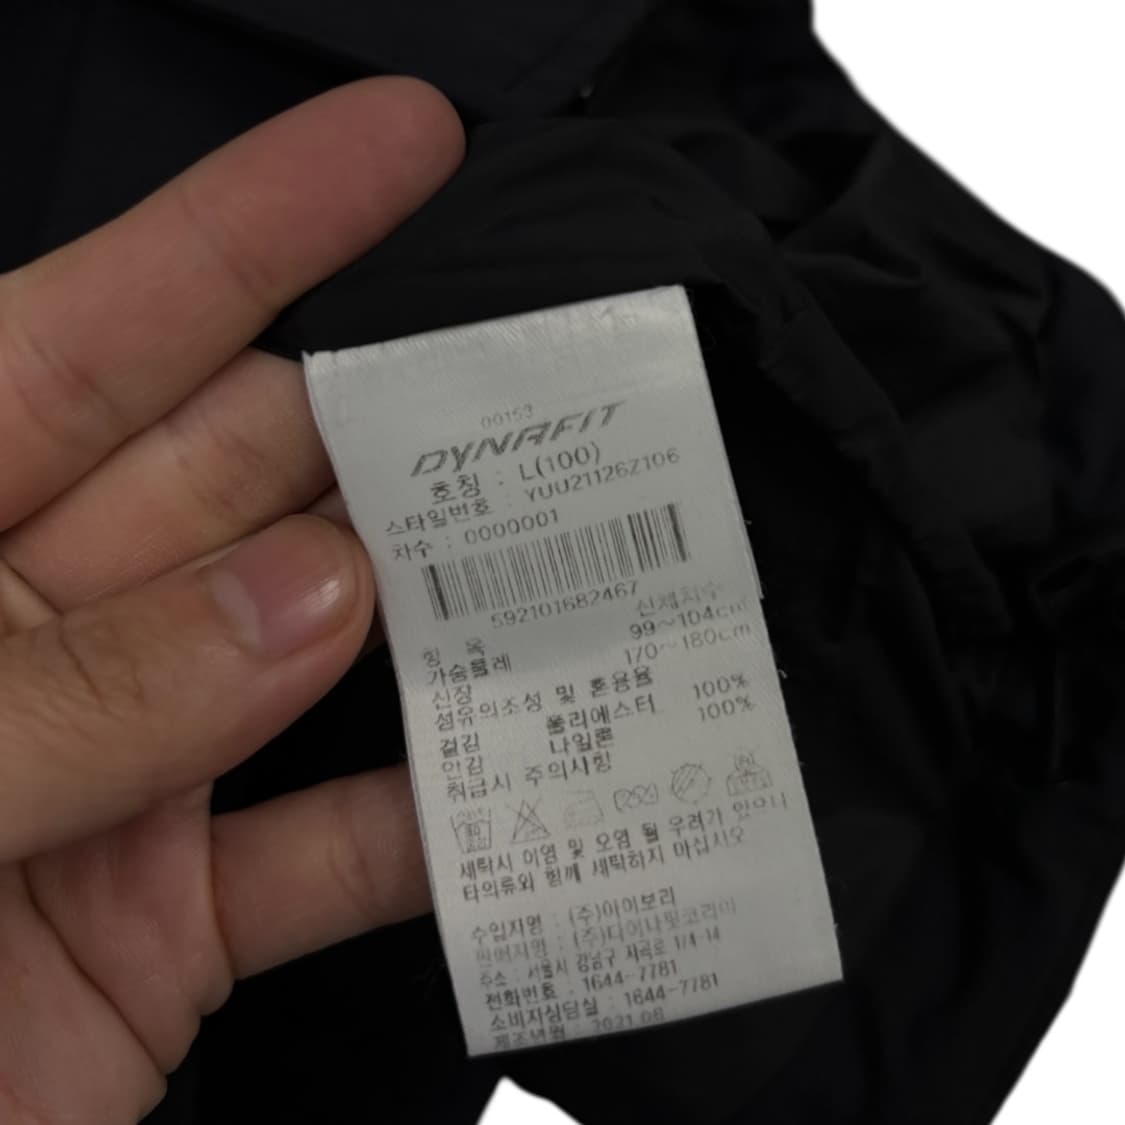 00153
DYNAFIT
호칭 : L(100)
스타일번호 : YUU21126Z106
차수 : 0000001
592101682467
항 목 신체치수
가슴둘레 99~104cm
신장 170~180cm
섬유의조성 및 혼용율
겉감 폴리에스터 100%
안감 나일론 100%
취급시 주의사항
세탁시 이염 및 오염 될 우려가 있으니
타의류와 함께 세탁하지 마십시오
수입자명 : (주)아이보리
판매자명 : (주)다이나핏코리아
주소 : 서울시 강남구 자곡로 174-14
전화번호 : 1644-7781
소비자상담실 : 1644-7781
제조년월 : 2021.08